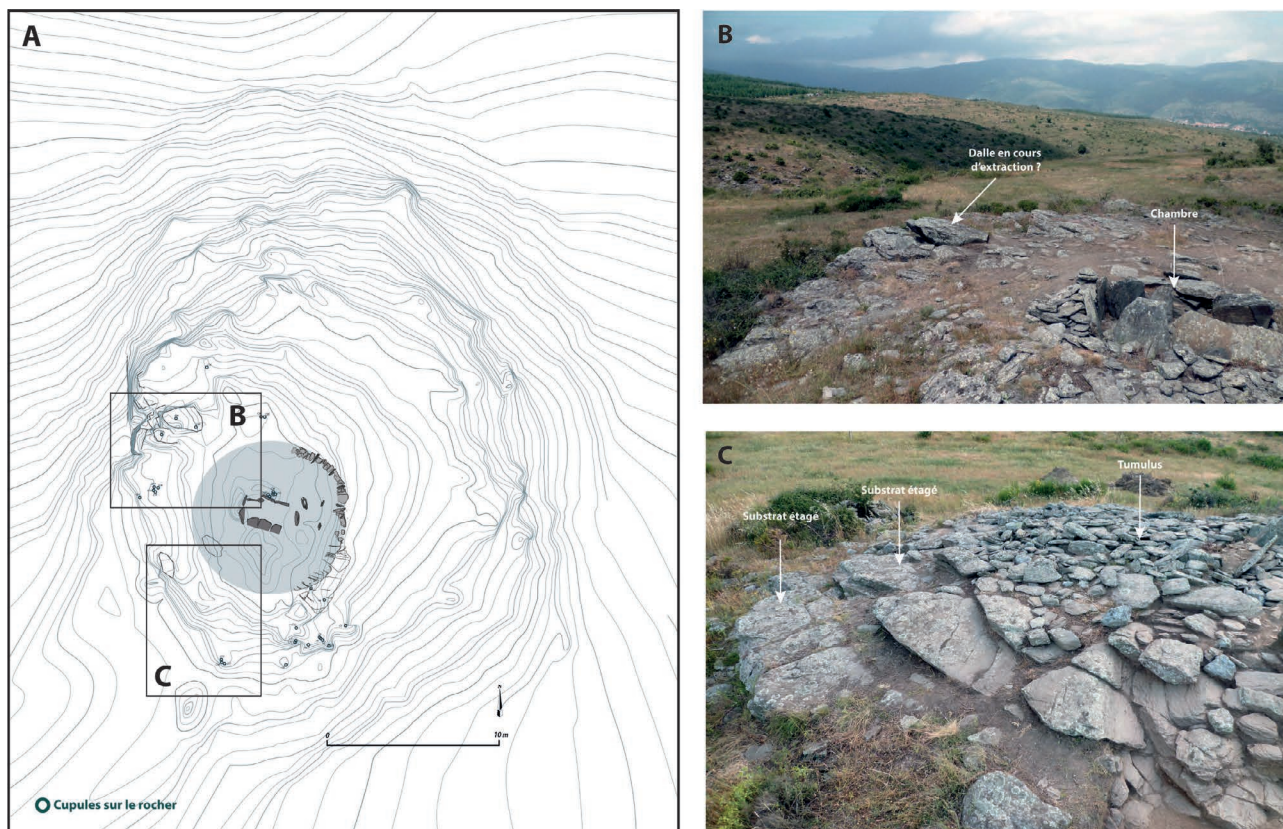 A
B
C
0
10 m
Cupules sur le rocher
B
Dalle en cours
d'extraction ?
Chambre
C
Tumulus
Substrat étagé
Substrat étagé